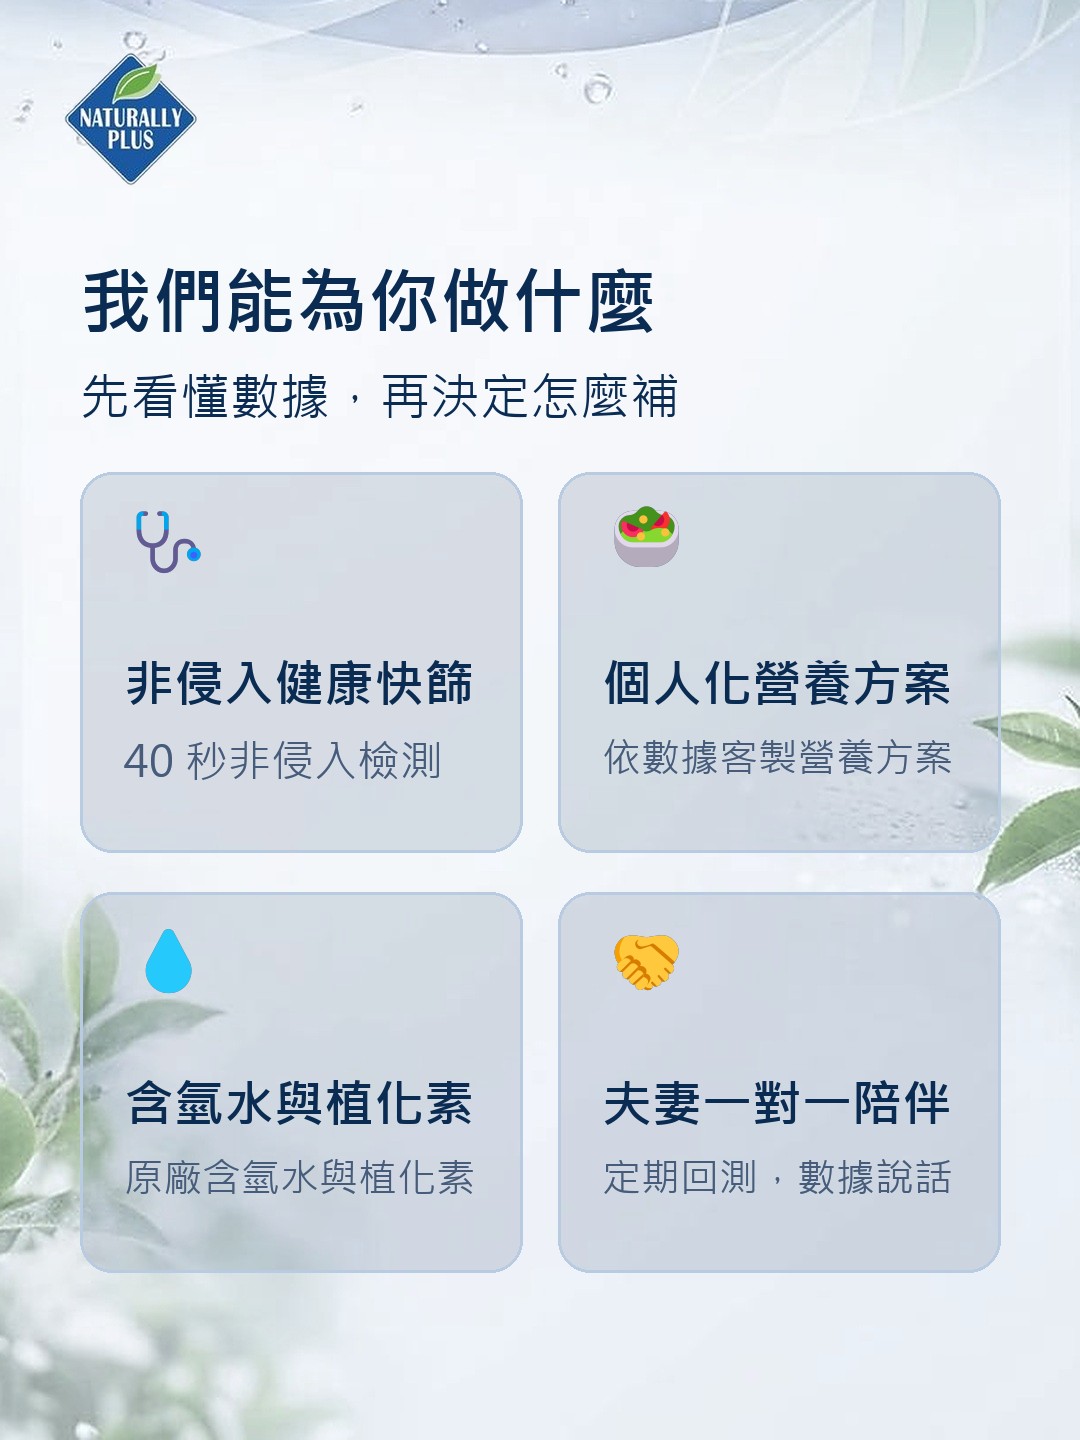 NATURALLY
PLUS
我們能為你做什麼
先看懂數據，再決定怎麼補
非侵入健康快篩
40 秒非侵入檢測
個人化營養方案
依數據客製營養方案
含氫水與植化素
原廠含氫水與植化素
夫妻一對一陪伴
定期回測，數據說話